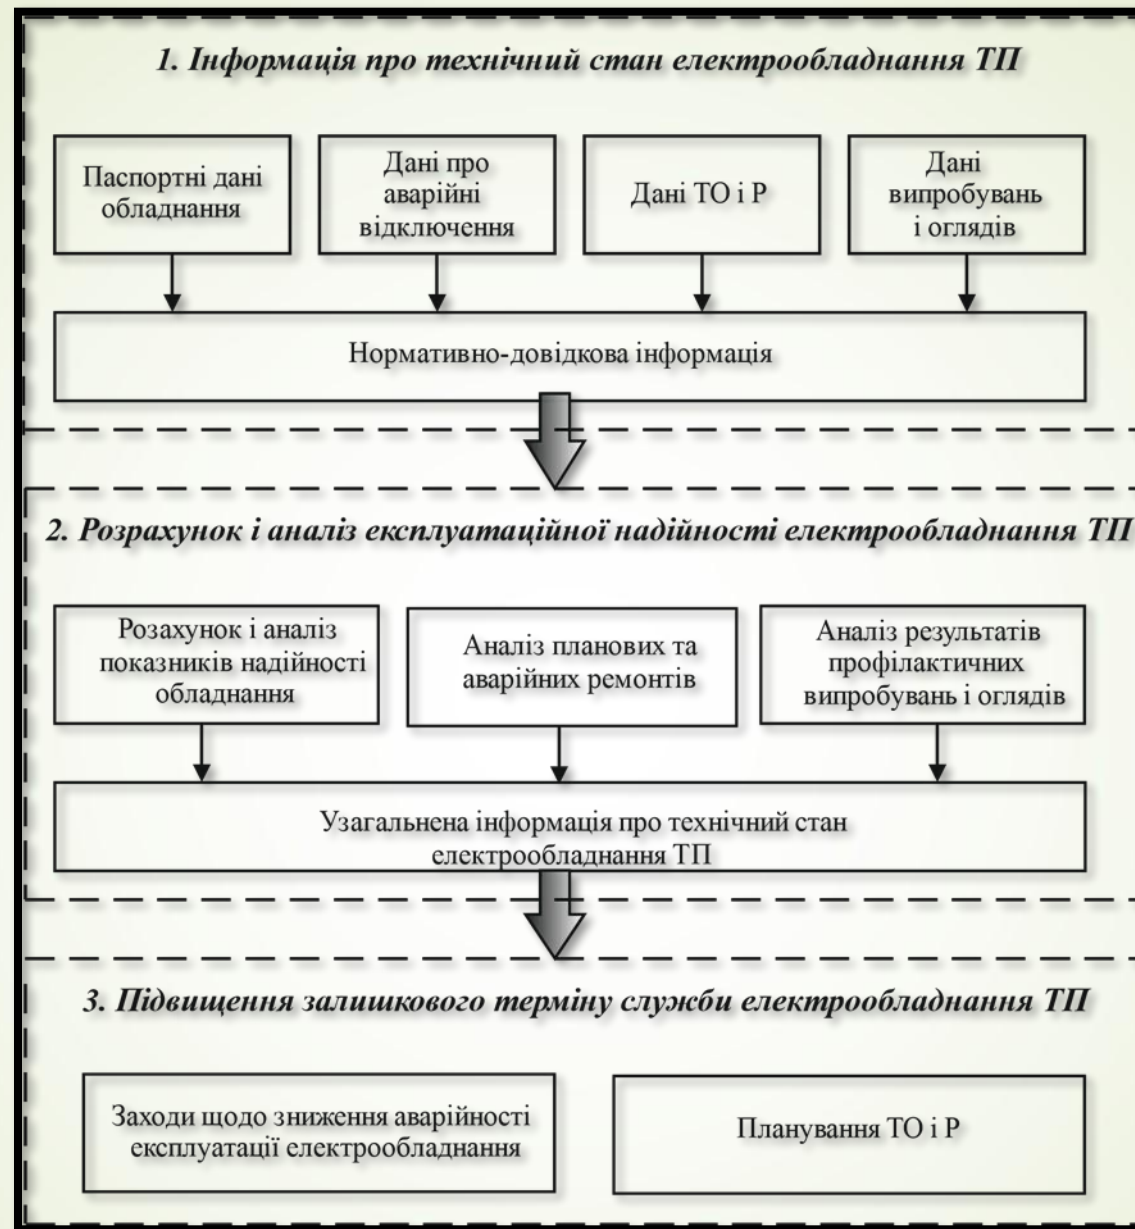 1. Інформація про технічний стан електрообладнання ТП
Паспортні дані
обладнання
Дані про
аварійні
відключення
Дані ТО і Р
Дані
випробувань
і оглядів
Нормативно-довідкова інформація
2. Розрахунок і аналіз експлуатаційної надійності електрообладнання ТП
Розахунок і аналіз
показників надійності
обладнання
Аналіз планових та
аварійних ремонтів
Аналіз результатів
профілактичних
випробувань і оглядів
Узагальнена інформація про технічний стан
електрообладнання ТП
3. Підвищення залишкового терміну служби електрообладнання ТП
Заходи щодо зниження аварійності
експлуатації електрообладнання
Планування ТО і Р